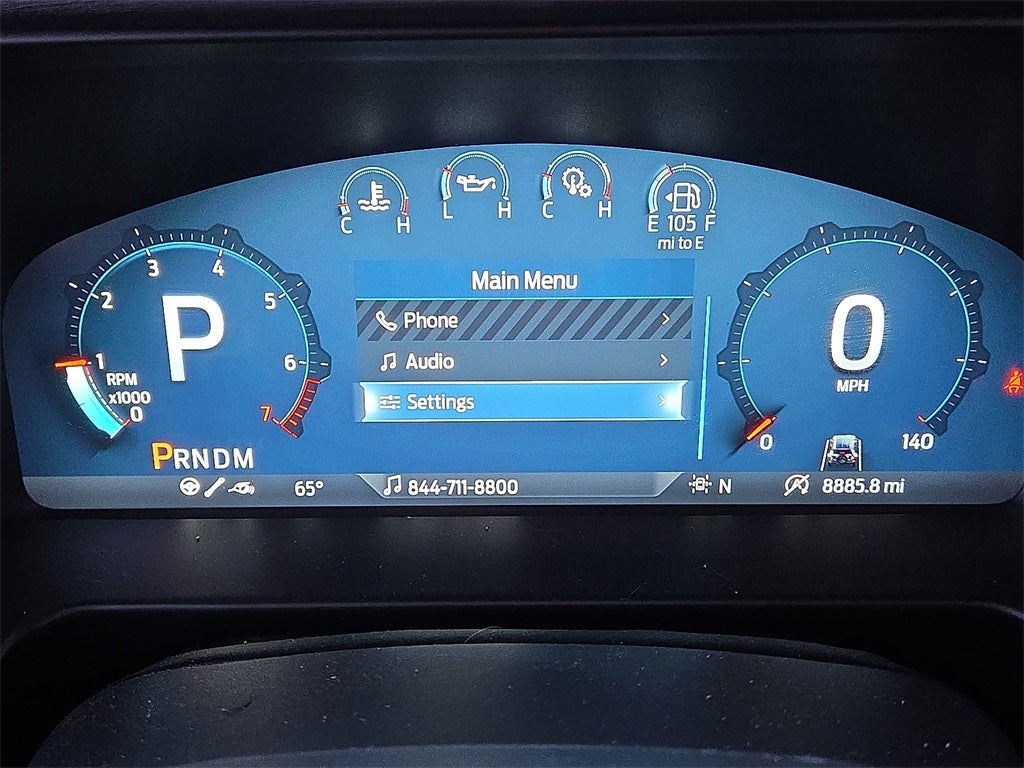 C H
L H
C H
E 105 F
mi to E
Main Menu
Phone
Audio
Settings
0
1
2
3
4
5
6
7
RPM
x1000
P
PRNDM
0
MPH
0
140
65°
844-711-8800
N
8885.8 mi